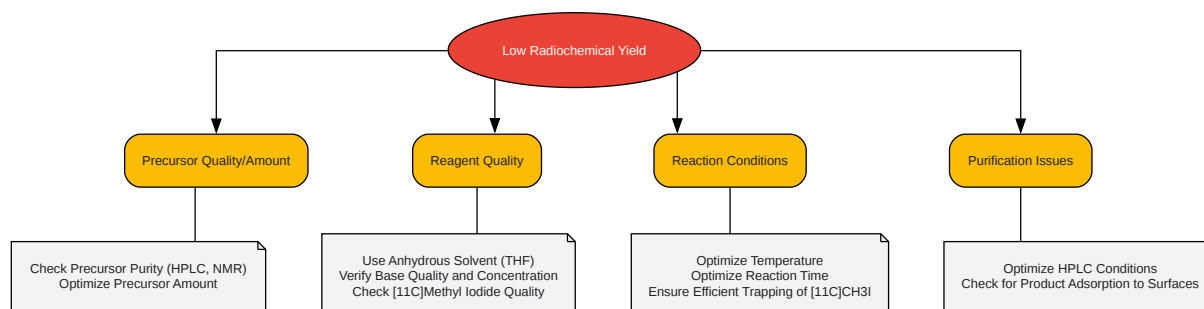 Low Radiochemical Yield
Precursor Quality/Amount
Reagent Quality
Reaction Conditions
Purification Issues
Check Precursor Purity (HPLC, NMR)
Optimize Precursor Amount
Use Anhydrous Solvent (THF)
Verify Base Quality and Concentration
Check [11C]Methyl Iodide Quality
Optimize Temperature
Optimize Reaction Time
Ensure Efficient Trapping of [11C]CH3I
Optimize HPLC Conditions
Check for Product Adsorption to Surfaces